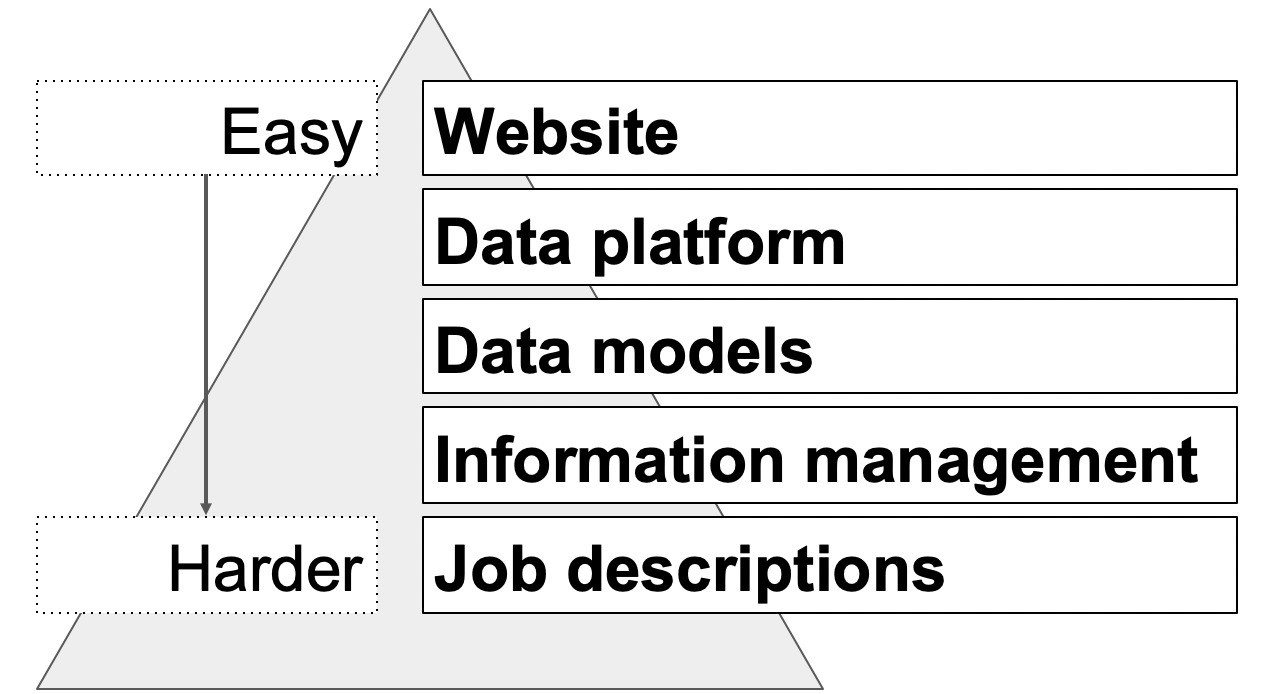 Easy
Website
Data platform
Data models
Information management
Harder
Job descriptions